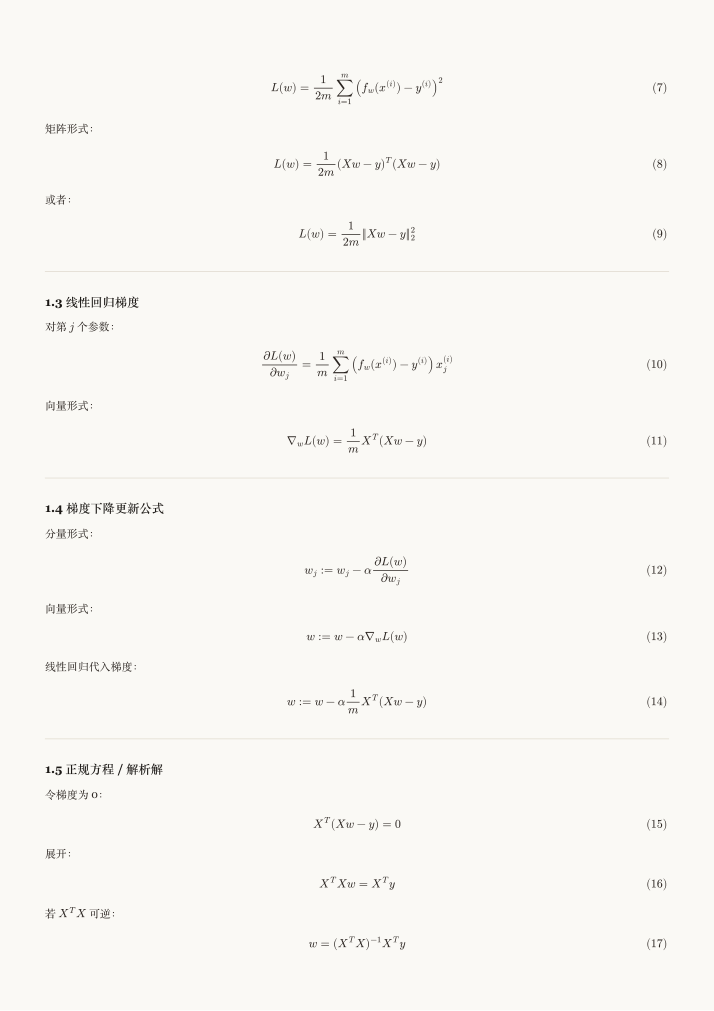 L(w) = \frac{1}{2m} \sum_{i=1}^{m} \left( f_w(x^{(i)}) - y^{(i)} \right)^2 (7)
矩阵形式：
L(w) = \frac{1}{2m} (Xw - y)^T (Xw - y) (8)
或者：
L(w) = \frac{1}{2m} \|Xw - y\|_2^2 (9)
1.3 线性回归梯度
对第 j 个参数：
\frac{\partial L(w)}{\partial w_j} = \frac{1}{m} \sum_{i=1}^{m} \left( f_w(x^{(i)}) - y^{(i)} \right) x_j^{(i)} (10)
向量形式：
\nabla_w L(w) = \frac{1}{m} X^T (Xw - y) (11)
1.4 梯度下降更新公式
分量形式：
w_j := w_j - \alpha \frac{\partial L(w)}{\partial w_j} (12)
向量形式：
w := w - \alpha \nabla_w L(w) (13)
线性回归代入梯度：
w := w - \alpha \frac{1}{m} X^T (Xw - y) (14)
1.5 正规方程 / 解析解
令梯度为 0：
X^T (Xw - y) = 0 (15)
展开：
X^T X w = X^T y (16)
若 X^T X 可逆：
w = (X^T X)^{-1} X^T y (17)